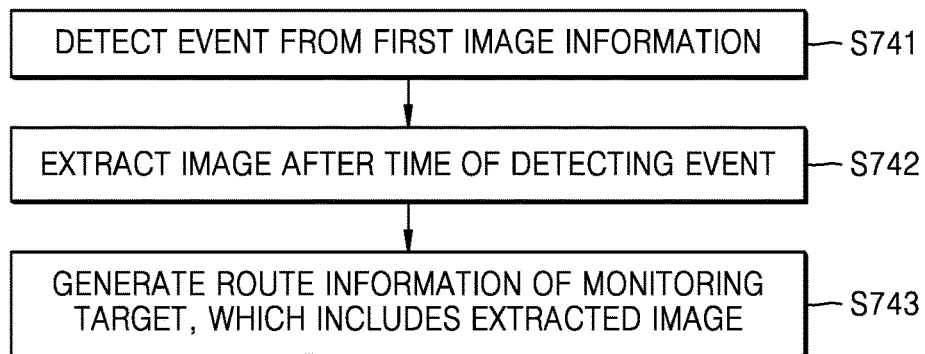 DETECT EVENT FROM FIRST IMAGE INFORMATION S741
EXTRACT IMAGE AFTER TIME OF DETECTING EVENT S742
GENERATE ROUTE INFORMATION OF MONITORING
TARGET, WHICH INCLUDES EXTRACTED IMAGE S743